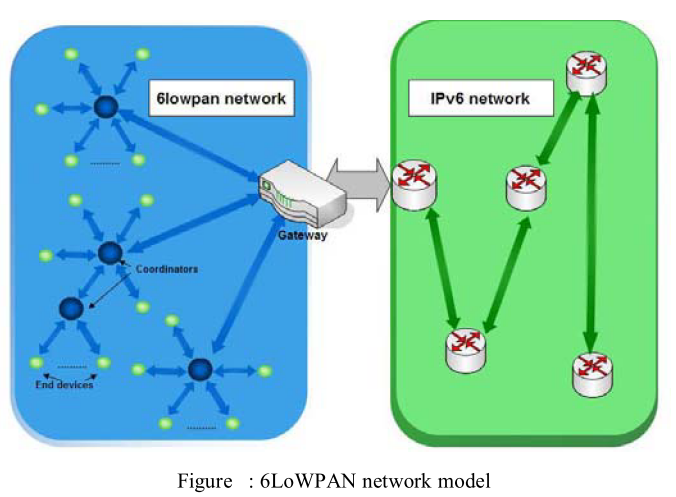 6lowpan network
IPv6 network
Gateway
Coordinators
End devices
Figure : 6LoWPAN network model